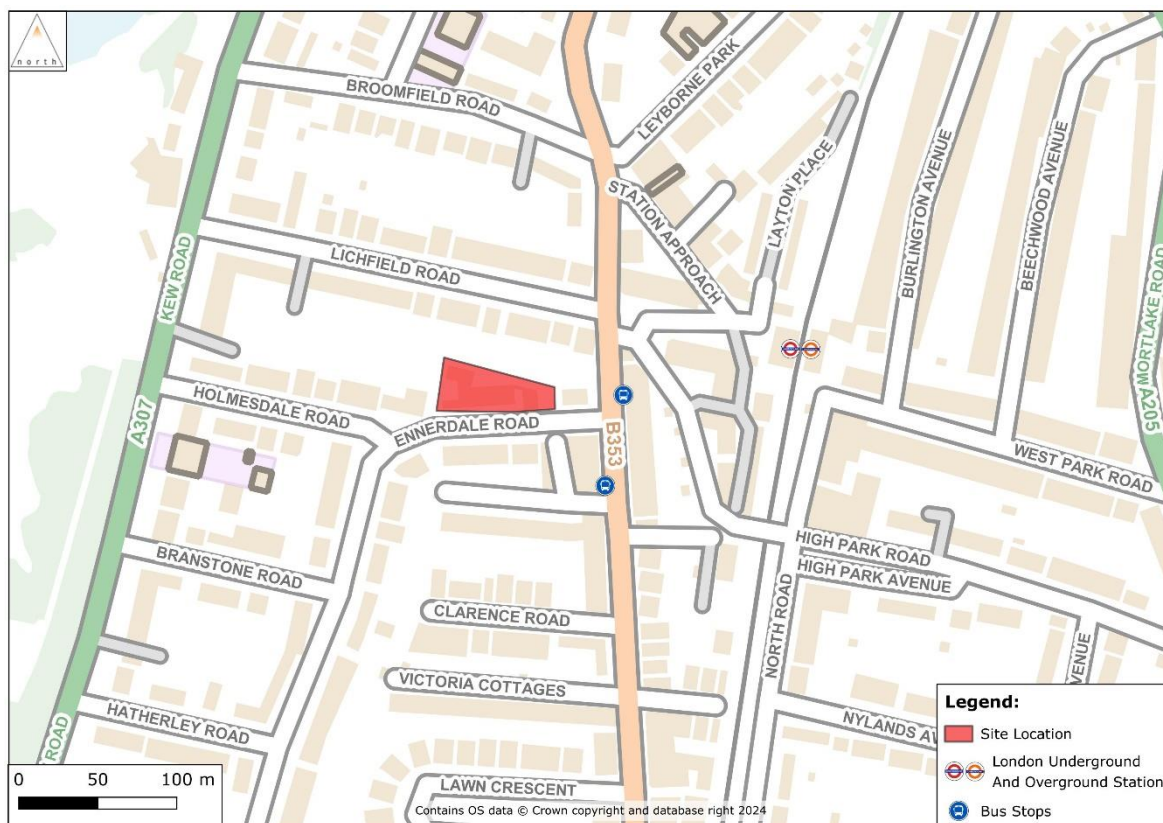 north
BROOMFIELD ROAD
LEYBORNE PARK
STATION APPROACH
LAYTON PLACE
BURLINGTON AVENUE
BEECHWOOD AVENUE
A205
MORTLAKE ROAD
KEW ROAD
LICHFIELD ROAD
A307
HOLMESDALE ROAD
ENNERDALE ROAD
B353
WEST PARK ROAD
HIGH PARK ROAD
HIGH PARK AVENUE
BRANSTONE ROAD
CLARENCE ROAD
NORTH ROAD
VICTORIA COTTAGES
AVENUE
HATHERLEY ROAD
ROAD
NYLANDS AV
LAWN CRESCENT
0 50 100 m
Contains OS data © Crown copyright and database right 2024
Legend:
Site Location
London Underground
And Overground Station
Bus Stops